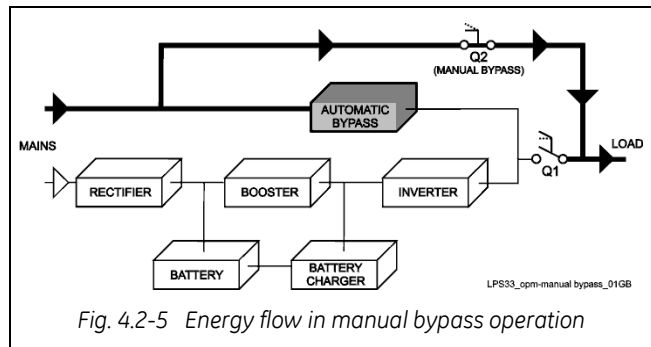 Q2
(MANUAL BYPASS)
AUTOMATIC
BYPASS
MAINS
LOAD
Q1
RECTIFIER
BOOSTER
INVERTER
BATTERY
BATTERY
CHARGER
LPS33_opm-manual bypass_01GB
Fig. 4.2-5 Energy flow in manual bypass operation